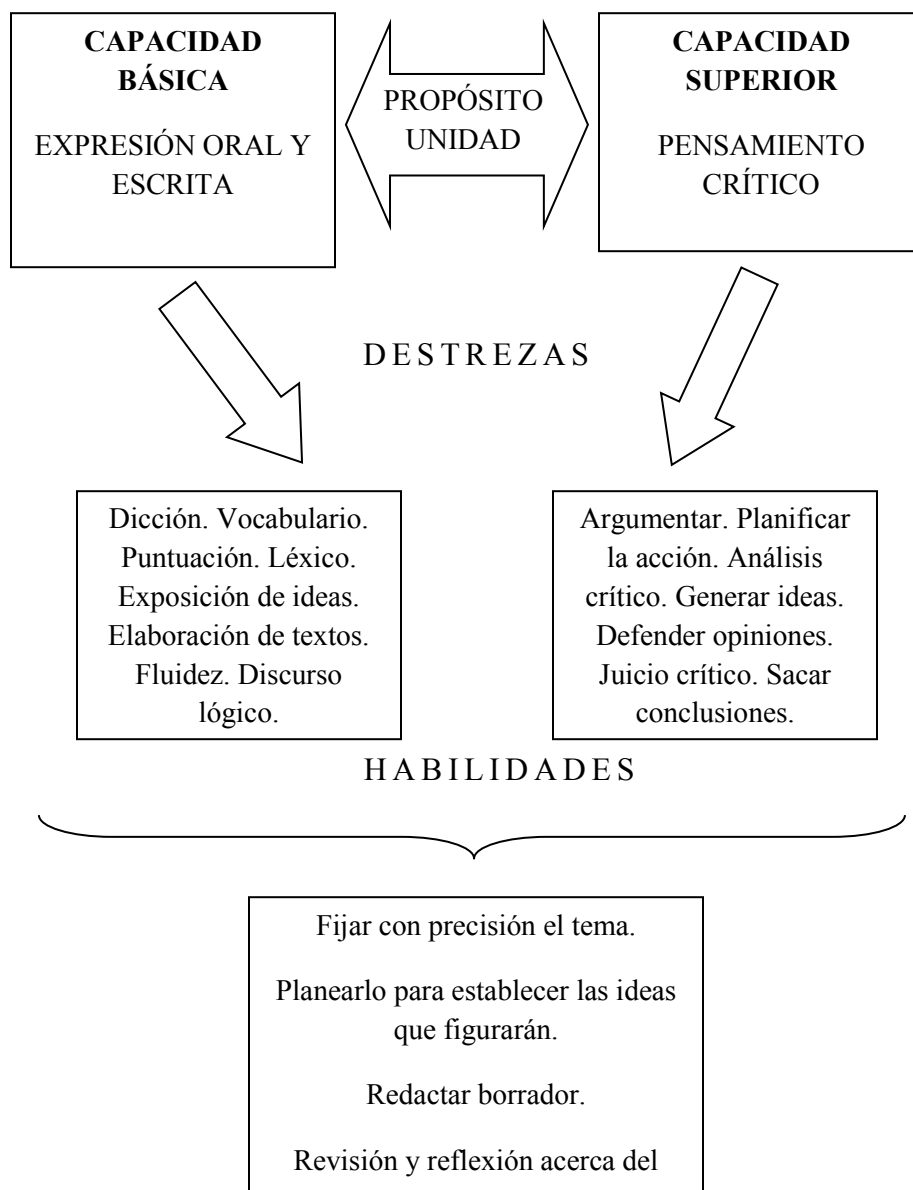 CAPACIDAD
BÁSICA
EXPRESIÓN ORAL Y
ESCRITA
PROPÓSITO
UNIDAD
CAPACIDAD
SUPERIOR
PENSAMIENTO
CRÍTICO
DESTREZAS
Dicción. Vocabulario.
Puntuación. Léxico.
Exposición de ideas.
Elaboración de textos.
Fluidez. Discurso
lógico.
Argumentar. Planificar
la acción. Análisis
crítico. Generar ideas.
Defender opiniones.
Juicio crítico. Sacar
conclusiones.
HABILIDADES
Fijar con precisión el tema.
Planearlo para establecer las ideas
que figurarán.
Redactar borrador.
Revisión y reflexión acerca del